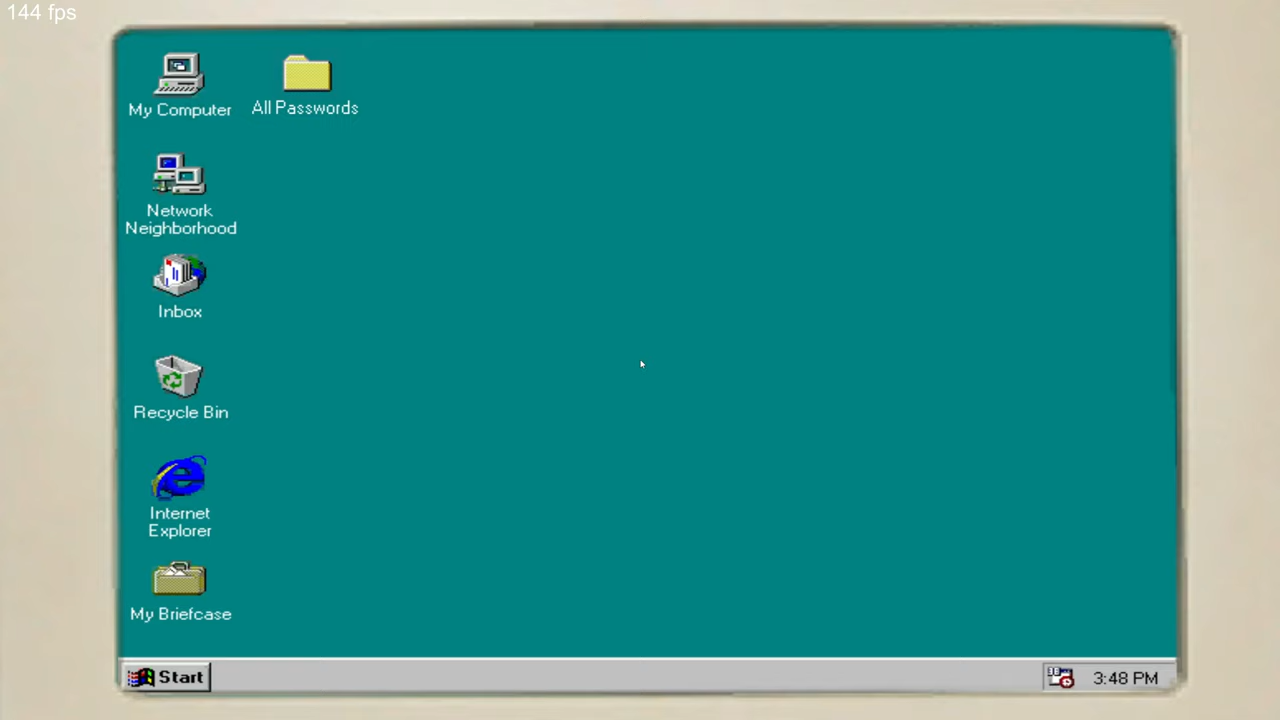 144 fps
My Computer
All Passwords
Network
Neighborhood
Inbox
Recycle Bin
Internet
Explorer
My Briefcase
Start
3:48 PM